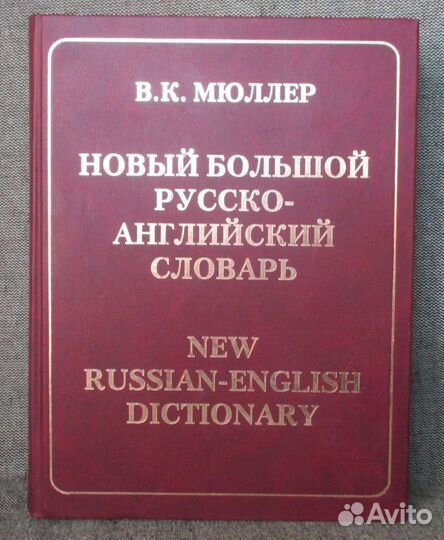 В.К. МЮЛЛЕР
НОВЫЙ БОЛЬШОЙ
РУССКО-
АНГЛИЙСКИЙ
СЛОВАРЬ
NEW
RUSSIAN-ENGLISH
DICTIONARY
Avito